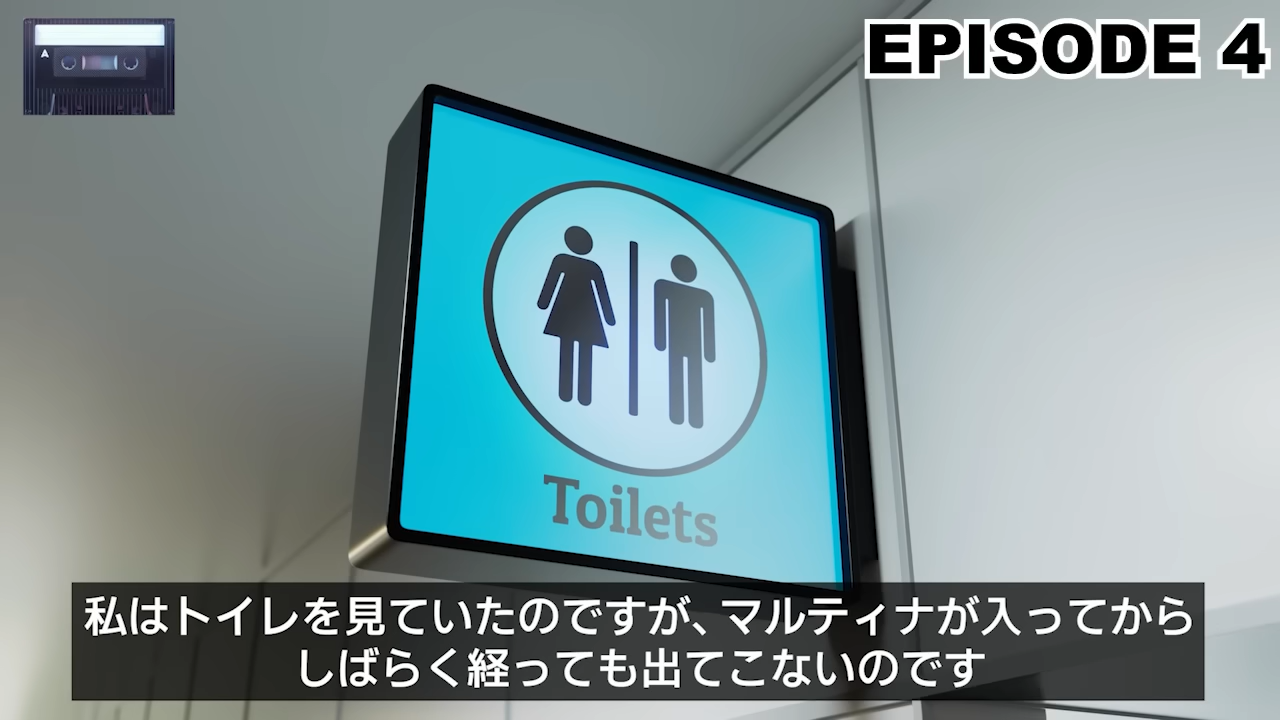 A
EPISODE 4
Toilets
私はトイレを見ていたのですが、マルティナが入ってから
しばらく経っても出てこないのです